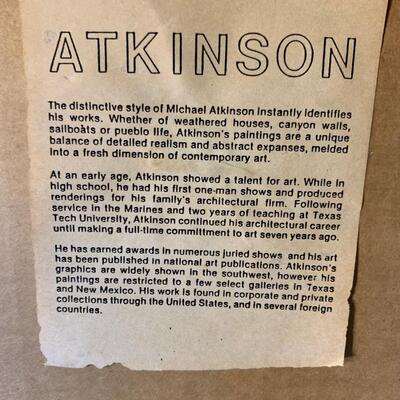 ATKINSON
The distinctive style of Michael Atkinson instantly identifies
his works. Whether of weathered houses, canyon walls,
sailboats or pueblo life, Atkinson's paintings are a unique
balance of detailed realism and abstract expanses, melded
into a fresh dimension of contemporary art.
At an early age, Atkinson showed a talent for art. While in
high school, he had his first one-man shows and produced
renderings for his family's architectural firm. Following
service in the Marines and two years of teaching at Texas
Tech University, Atkinson continued his architectural career
until making a full-time committment to art seven years ago.
He has earned awards in numerous juried shows and his art
has been published in national art publications. Atkinson's
graphics are widely shown in the southwest, however his
paintings are restricted to a few select galleries in Texas
and New Mexico. His work is found in corporate and private
collections through the United States, and in several foreign
countries.